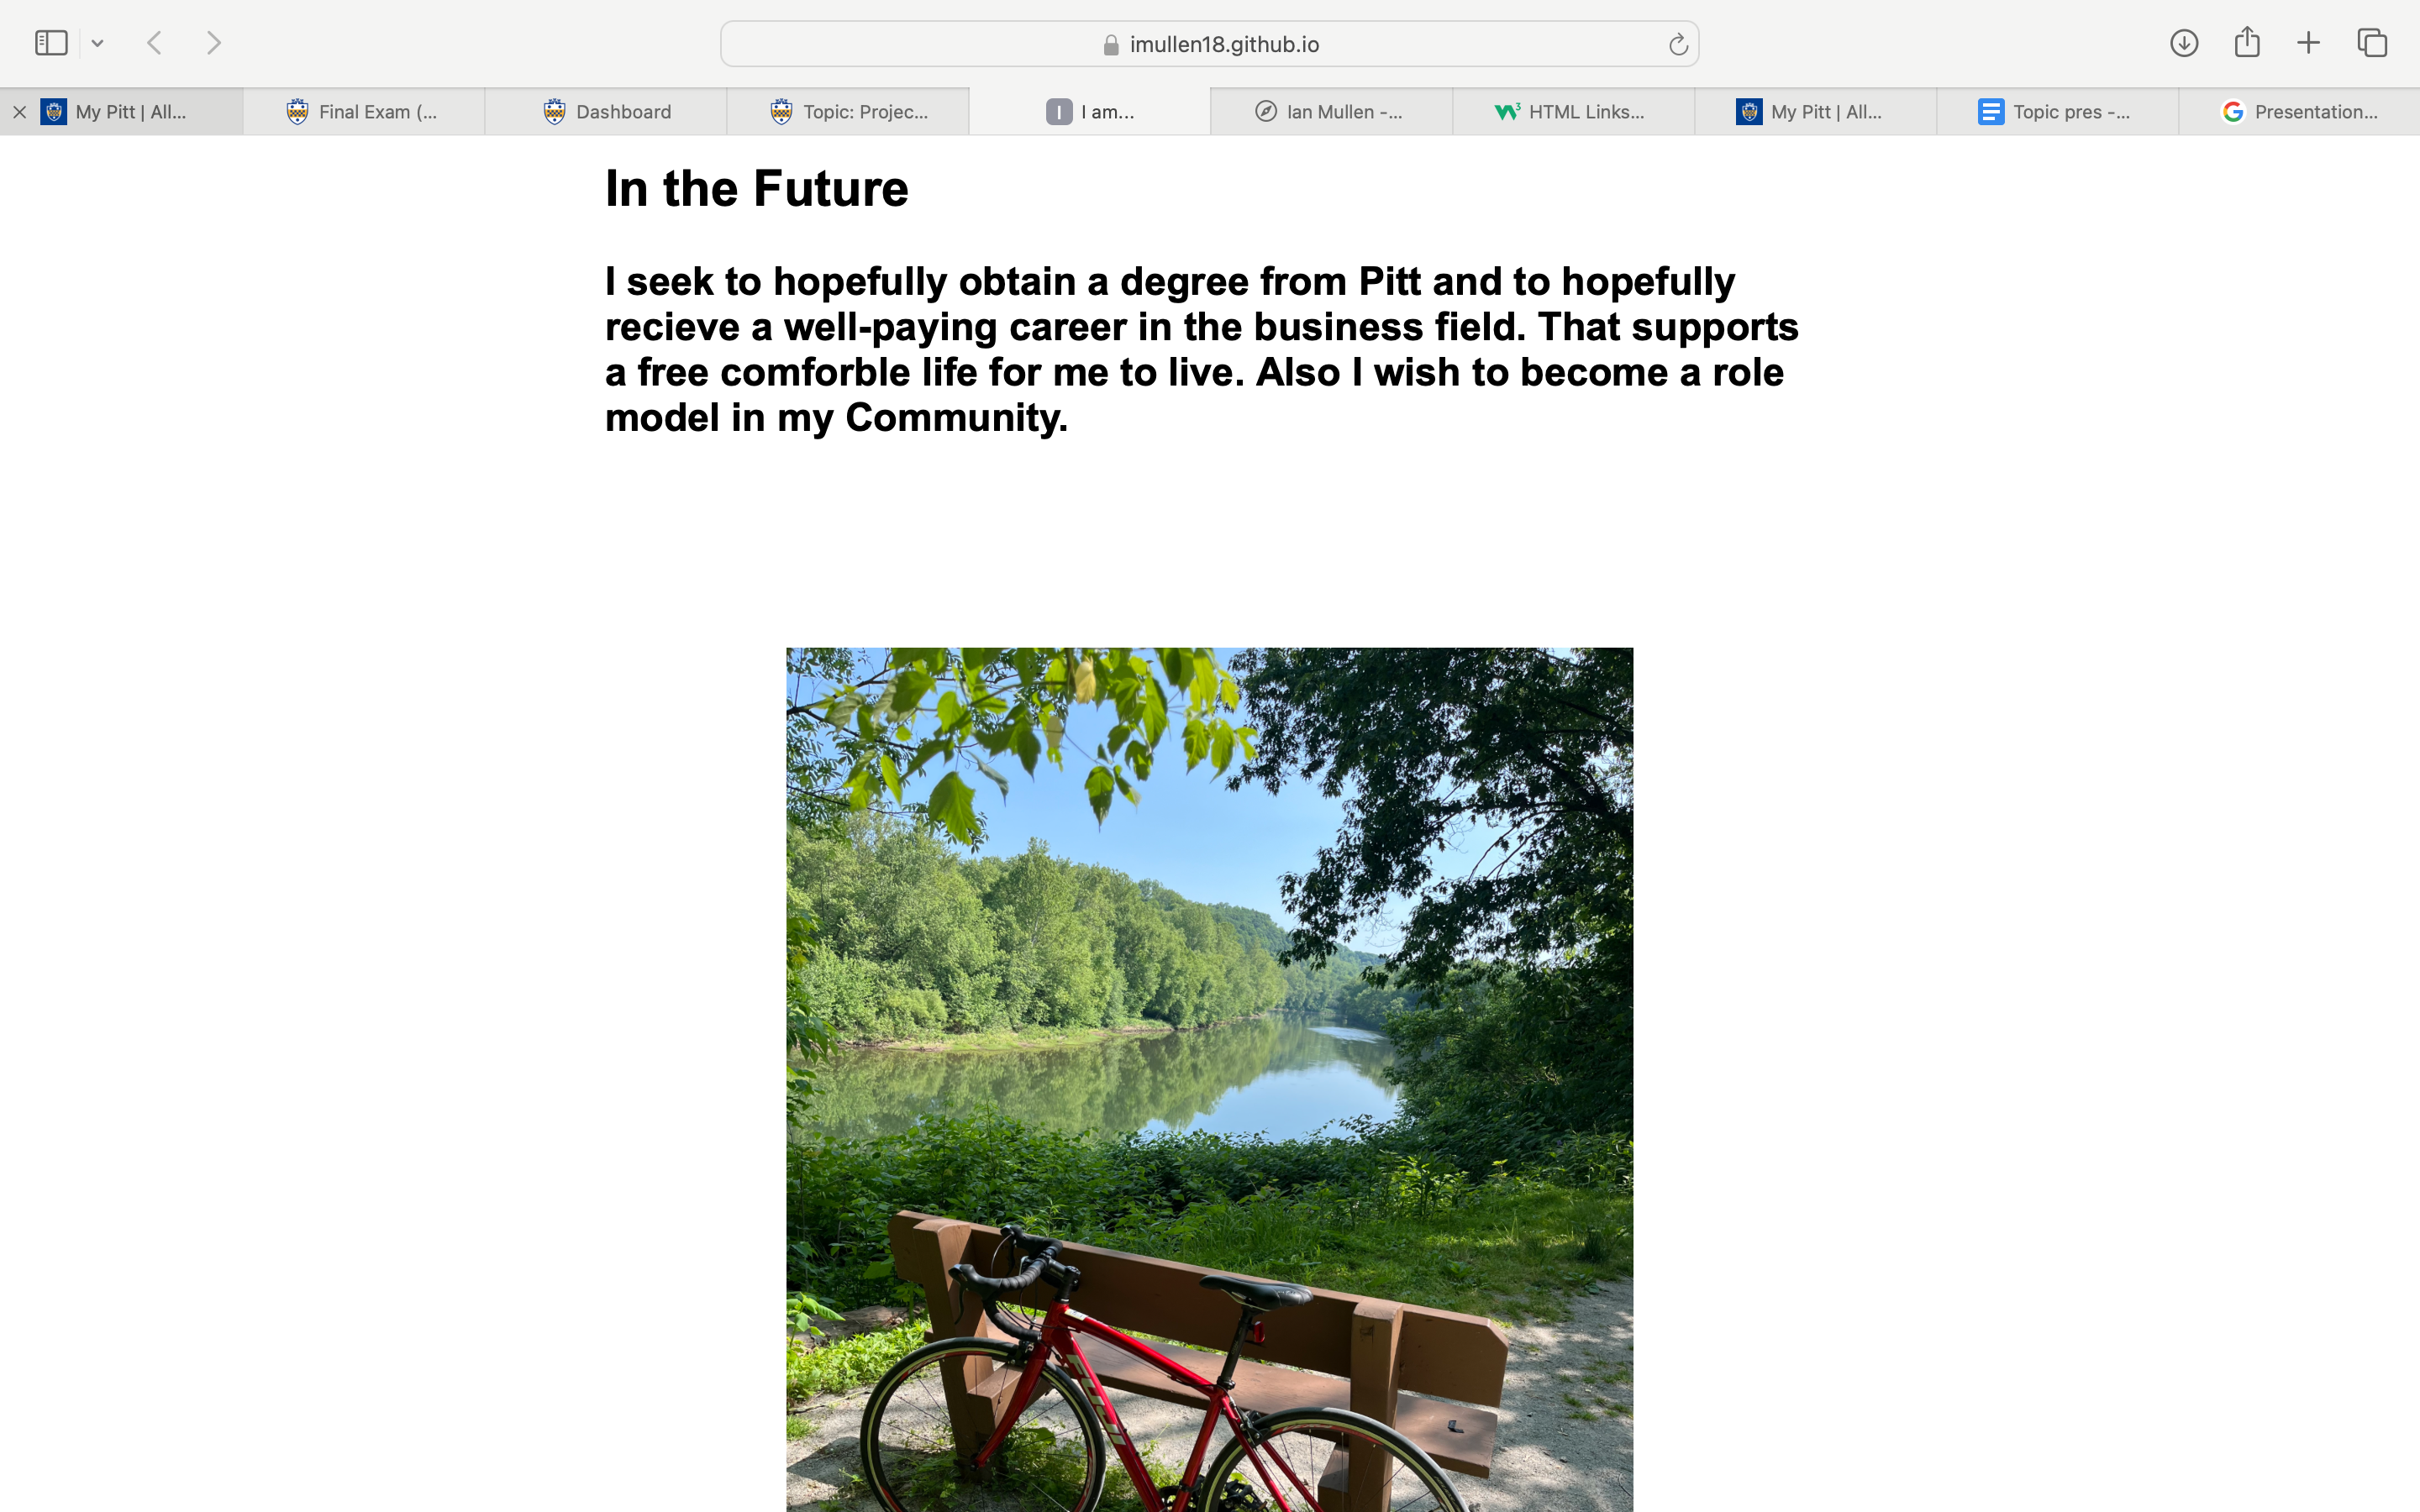 imullen18.github.io
My Pitt | All...
Final Exam (...
Dashboard
Topic: Projec...
I
I am...
Ian Mullen -...
W3
HTML Links...
My Pitt | All...
Topic pres -...
G
Presentation...
In the Future
I seek to hopefully obtain a degree from Pitt and to hopefully
recieve a well-paying career in the business field. That supports
a free comforble life for me to live. Also I wish to become a role
model in my Community.